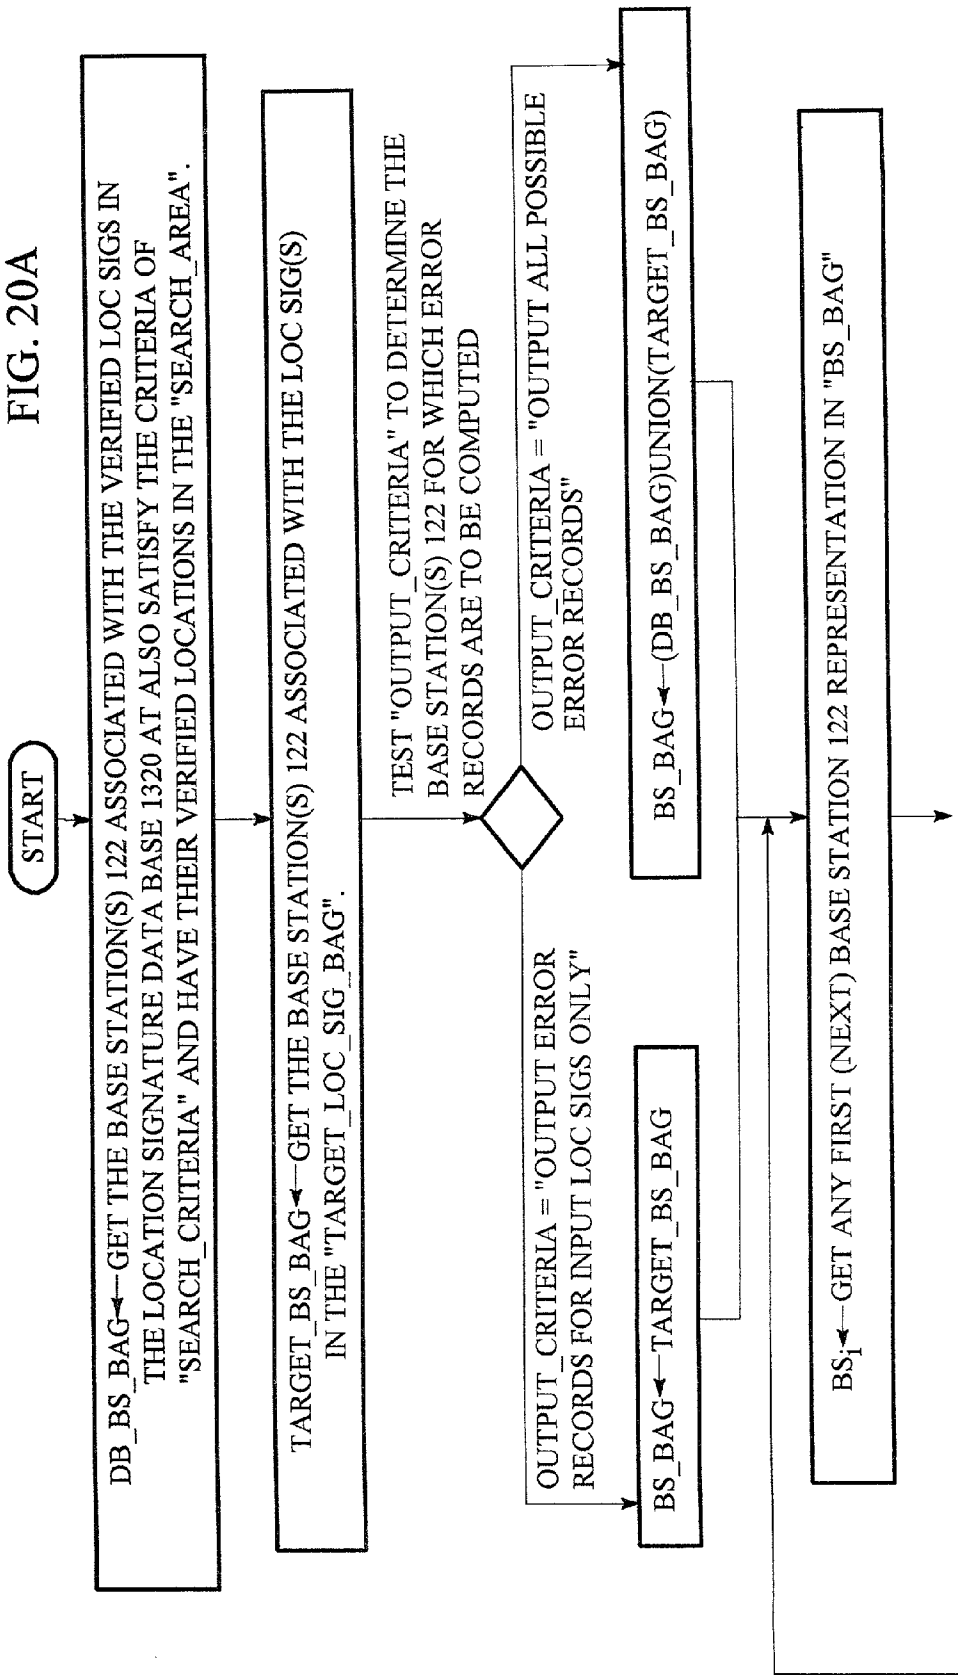 FIG. 20A
START
DB_BS_BAG←GET THE BASE STATION(S) 122 ASSOCIATED WITH THE VERIFIED LOC SIGS IN
THE LOCATION SIGNATURE DATA BASE 1320 AT ALSO SATISFY THE CRITERIA OF
"SEARCH_CRITERIA" AND HAVE THEIR VERIFIED LOCATIONS IN THE "SEARCH_AREA".
TARGET_BS_BAG←GET THE BASE STATION(S) 122 ASSOCIATED WITH THE LOC SIG(S)
IN THE "TARGET_LOC_SIG_BAG".
TEST "OUTPUT_CRITERIA" TO DETERMINE THE
BASE STATION(S) 122 FOR WHICH ERROR
RECORDS ARE TO BE COMPUTED
OUTPUT_CRITERIA = "OUTPUT ERROR
RECORDS FOR INPUT LOC SIGS ONLY"
OUTPUT_CRITERIA = "OUTPUT ALL POSSIBLE
ERROR RECORDS"
BS_BAG←TARGET_BS_BAG
BS_BAG←(DB_BS_BAG)UNION(TARGET_BS_BAG)
BSi←GET ANY FIRST (NEXT) BASE STATION 122 REPRESENTATION IN "BS_BAG"